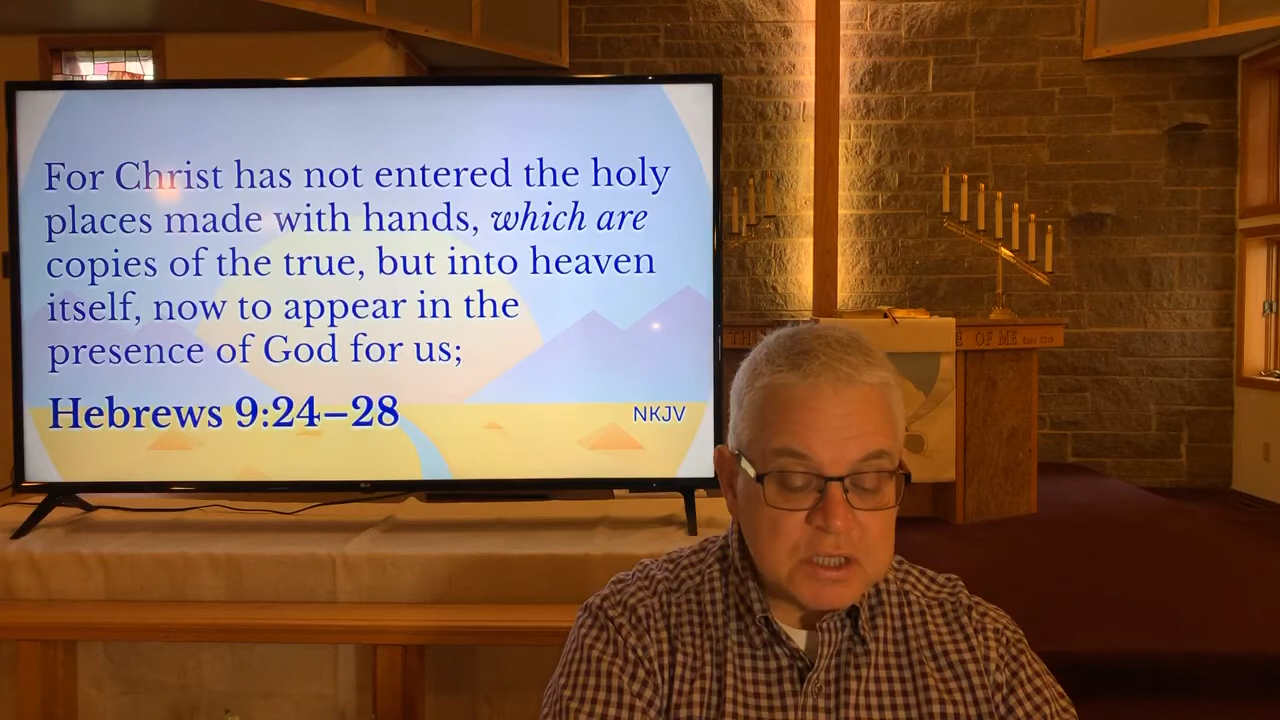 For Christ has not entered the holy
places made with hands, which are
copies of the true, but into heaven
itself, now to appear in the
presence of God for us;
Hebrews 9:24–28
NKJV
LG
OF ME